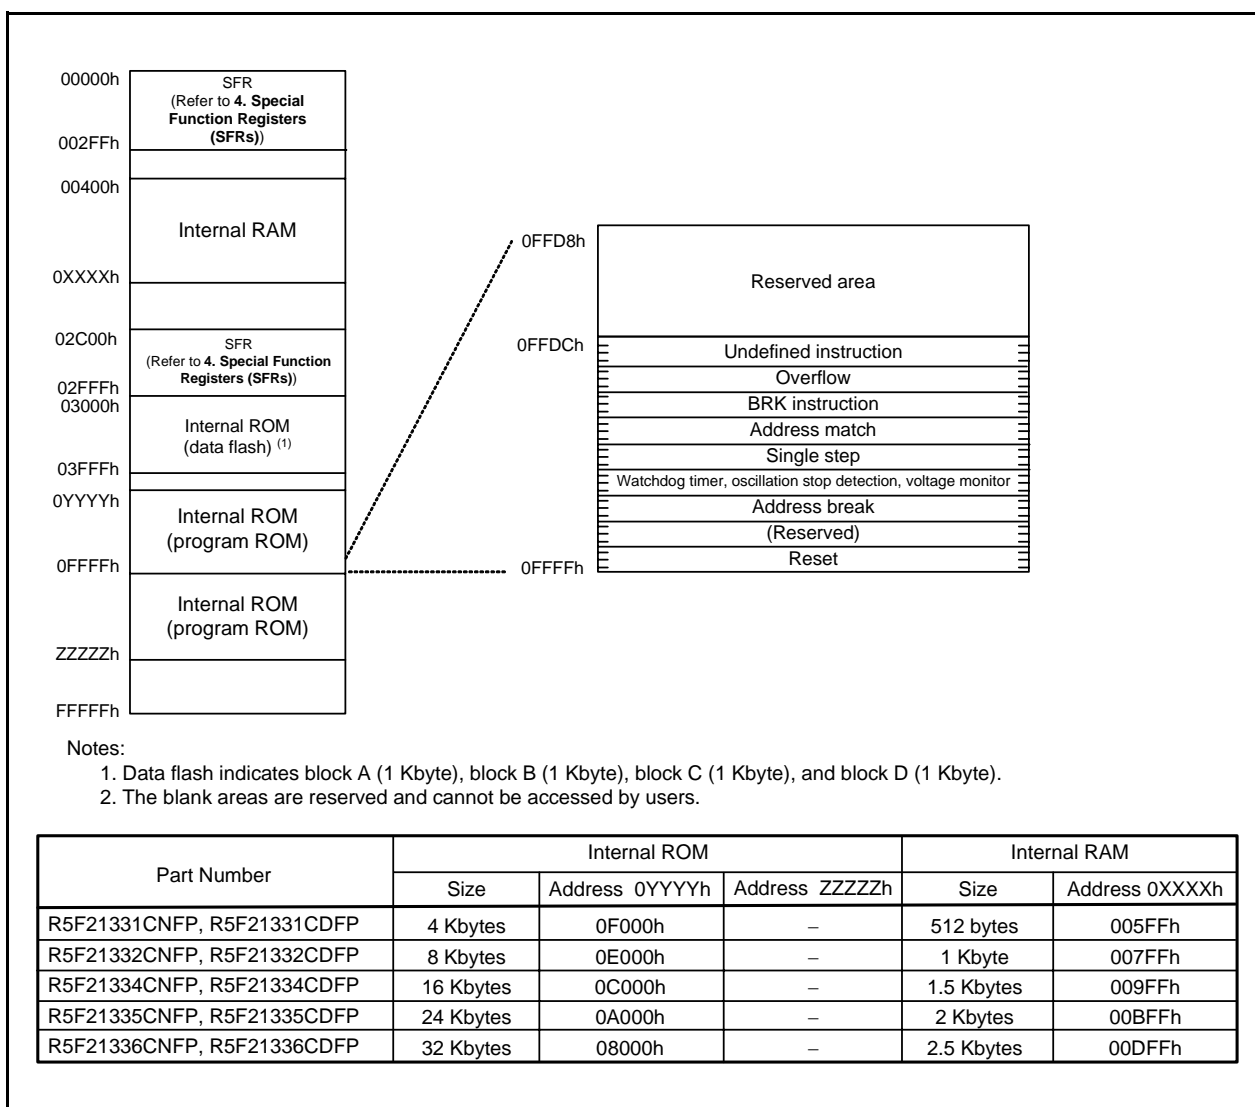 00000h
SFR
(Refer to 4. Special
Function Registers
(SFRs))
002FFh
00400h
Internal RAM
0XXXXh
02C00h
SFR
(Refer to 4. Special Function
Registers (SFRs))
02FFFh
03000h
Internal ROM
(data flash) (1)
03FFFh
0YYYYh
Internal ROM
(program ROM)
0FFFFh
Internal ROM
(program ROM)
ZZZZZh
FFFFFh
0FFD8h
Reserved area
0FFDCh
Undefined instruction
Overflow
BRK instruction
Address match
Single step
Watchdog timer, oscillation stop detection, voltage monitor
Address break
(Reserved)
Reset
0FFFFh
Notes:
1. Data flash indicates block A (1 Kbyte), block B (1 Kbyte), block C (1 Kbyte), and block D (1 Kbyte).
2. The blank areas are reserved and cannot be accessed by users.
Part Number Internal ROM Internal RAM
Size Address 0YYYYh Address ZZZZZh Size Address 0XXXXh
R5F21331CNFP, R5F21331CDFP 4 Kbytes 0F000h – 512 bytes 005FFh
R5F21332CNFP, R5F21332CDFP 8 Kbytes 0E000h – 1 Kbyte 007FFh
R5F21334CNFP, R5F21334CDFP 16 Kbytes 0C000h – 1.5 Kbytes 009FFh
R5F21335CNFP, R5F21335CDFP 24 Kbytes 0A000h – 2 Kbytes 00BFFh
R5F21336CNFP, R5F21336CDFP 32 Kbytes 08000h – 2.5 Kbytes 00DFFh